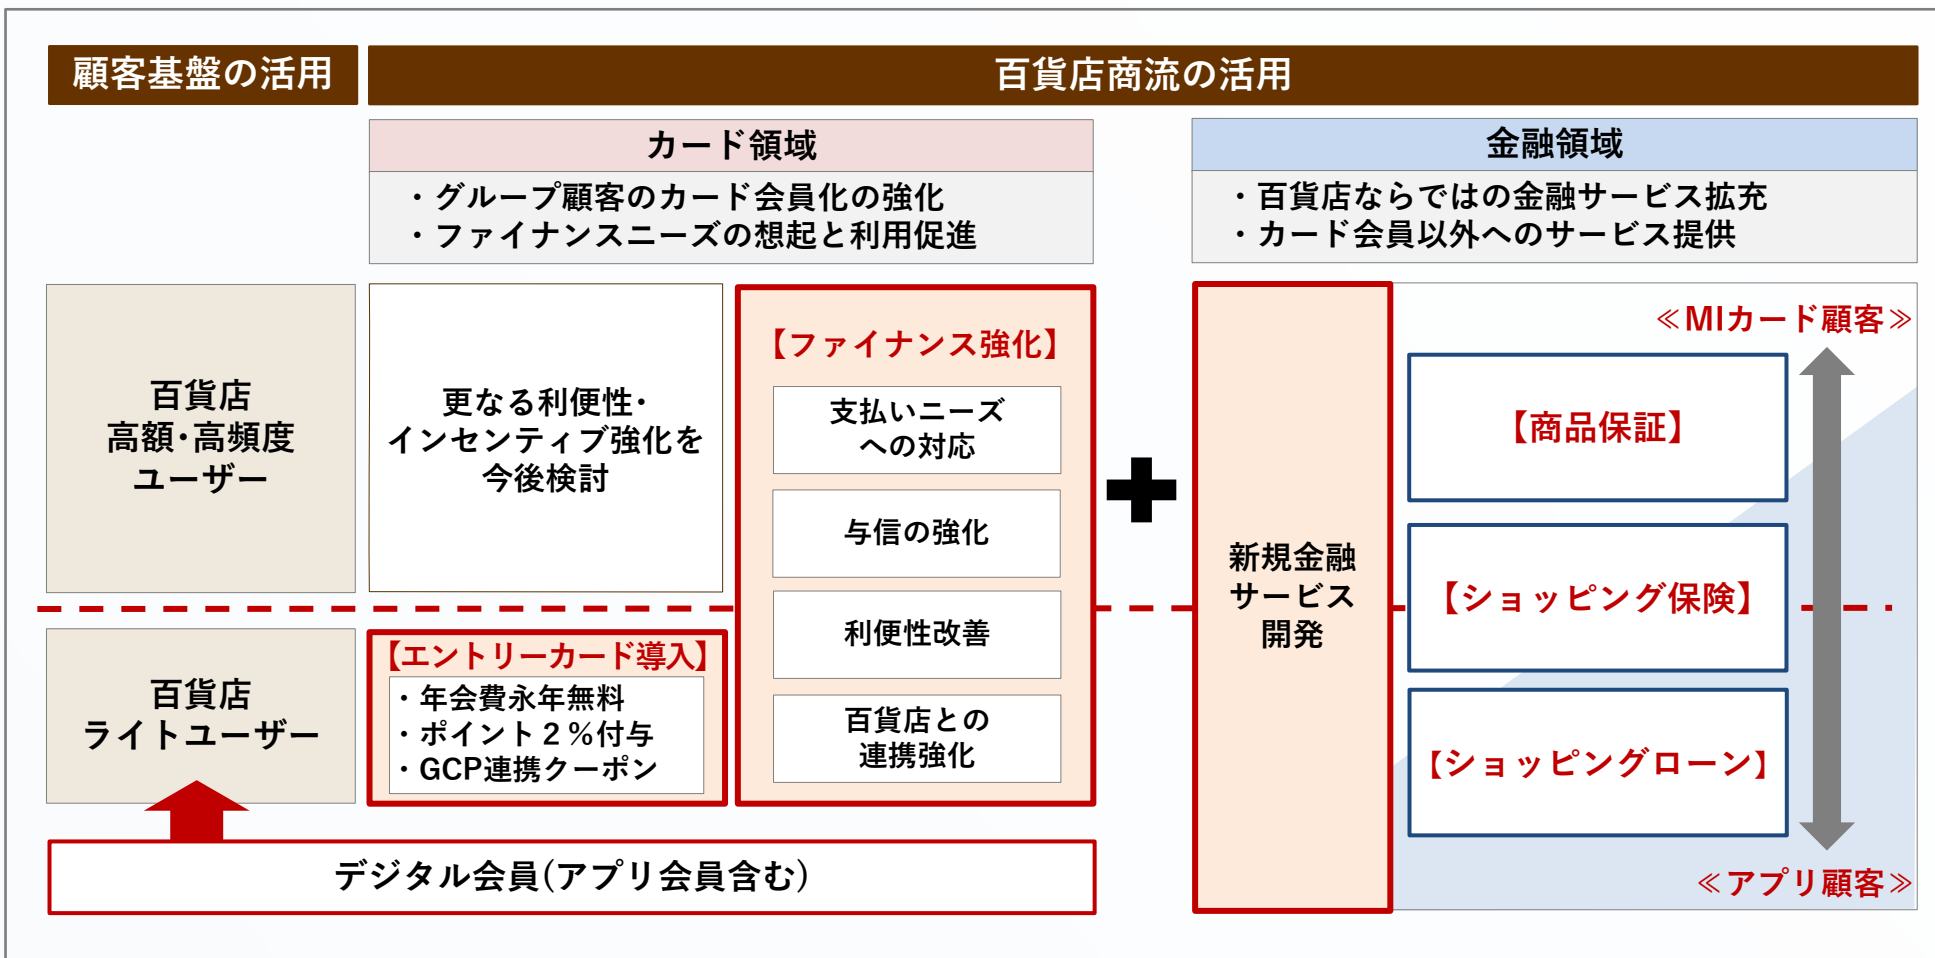 顧客基盤の活用
百貨店商流の活用
カード領域
・グループ顧客のカード会員化の強化
・ファイナンスニーズの想起と利用促進
金融領域
・百貨店ならではの金融サービス拡充
・カード会員以外へのサービス提供
百貨店
高額･高頻度
ユーザー
更なる利便性･
インセンティブ強化を
今後検討
【ファイナンス強化】
支払いニーズ
への対応
与信の強化
利便性改善
百貨店との
連携強化
百貨店
ライトユーザー
【エントリーカード導入】
・年会費永年無料
・ポイント２％付与
・GCP連携クーポン
デジタル会員(アプリ会員含む)
新規金融
サービス
開発
≪MIカード顧客≫
【商品保証】
【ショッピング保険】
【ショッピングローン】
≪アプリ顧客≫